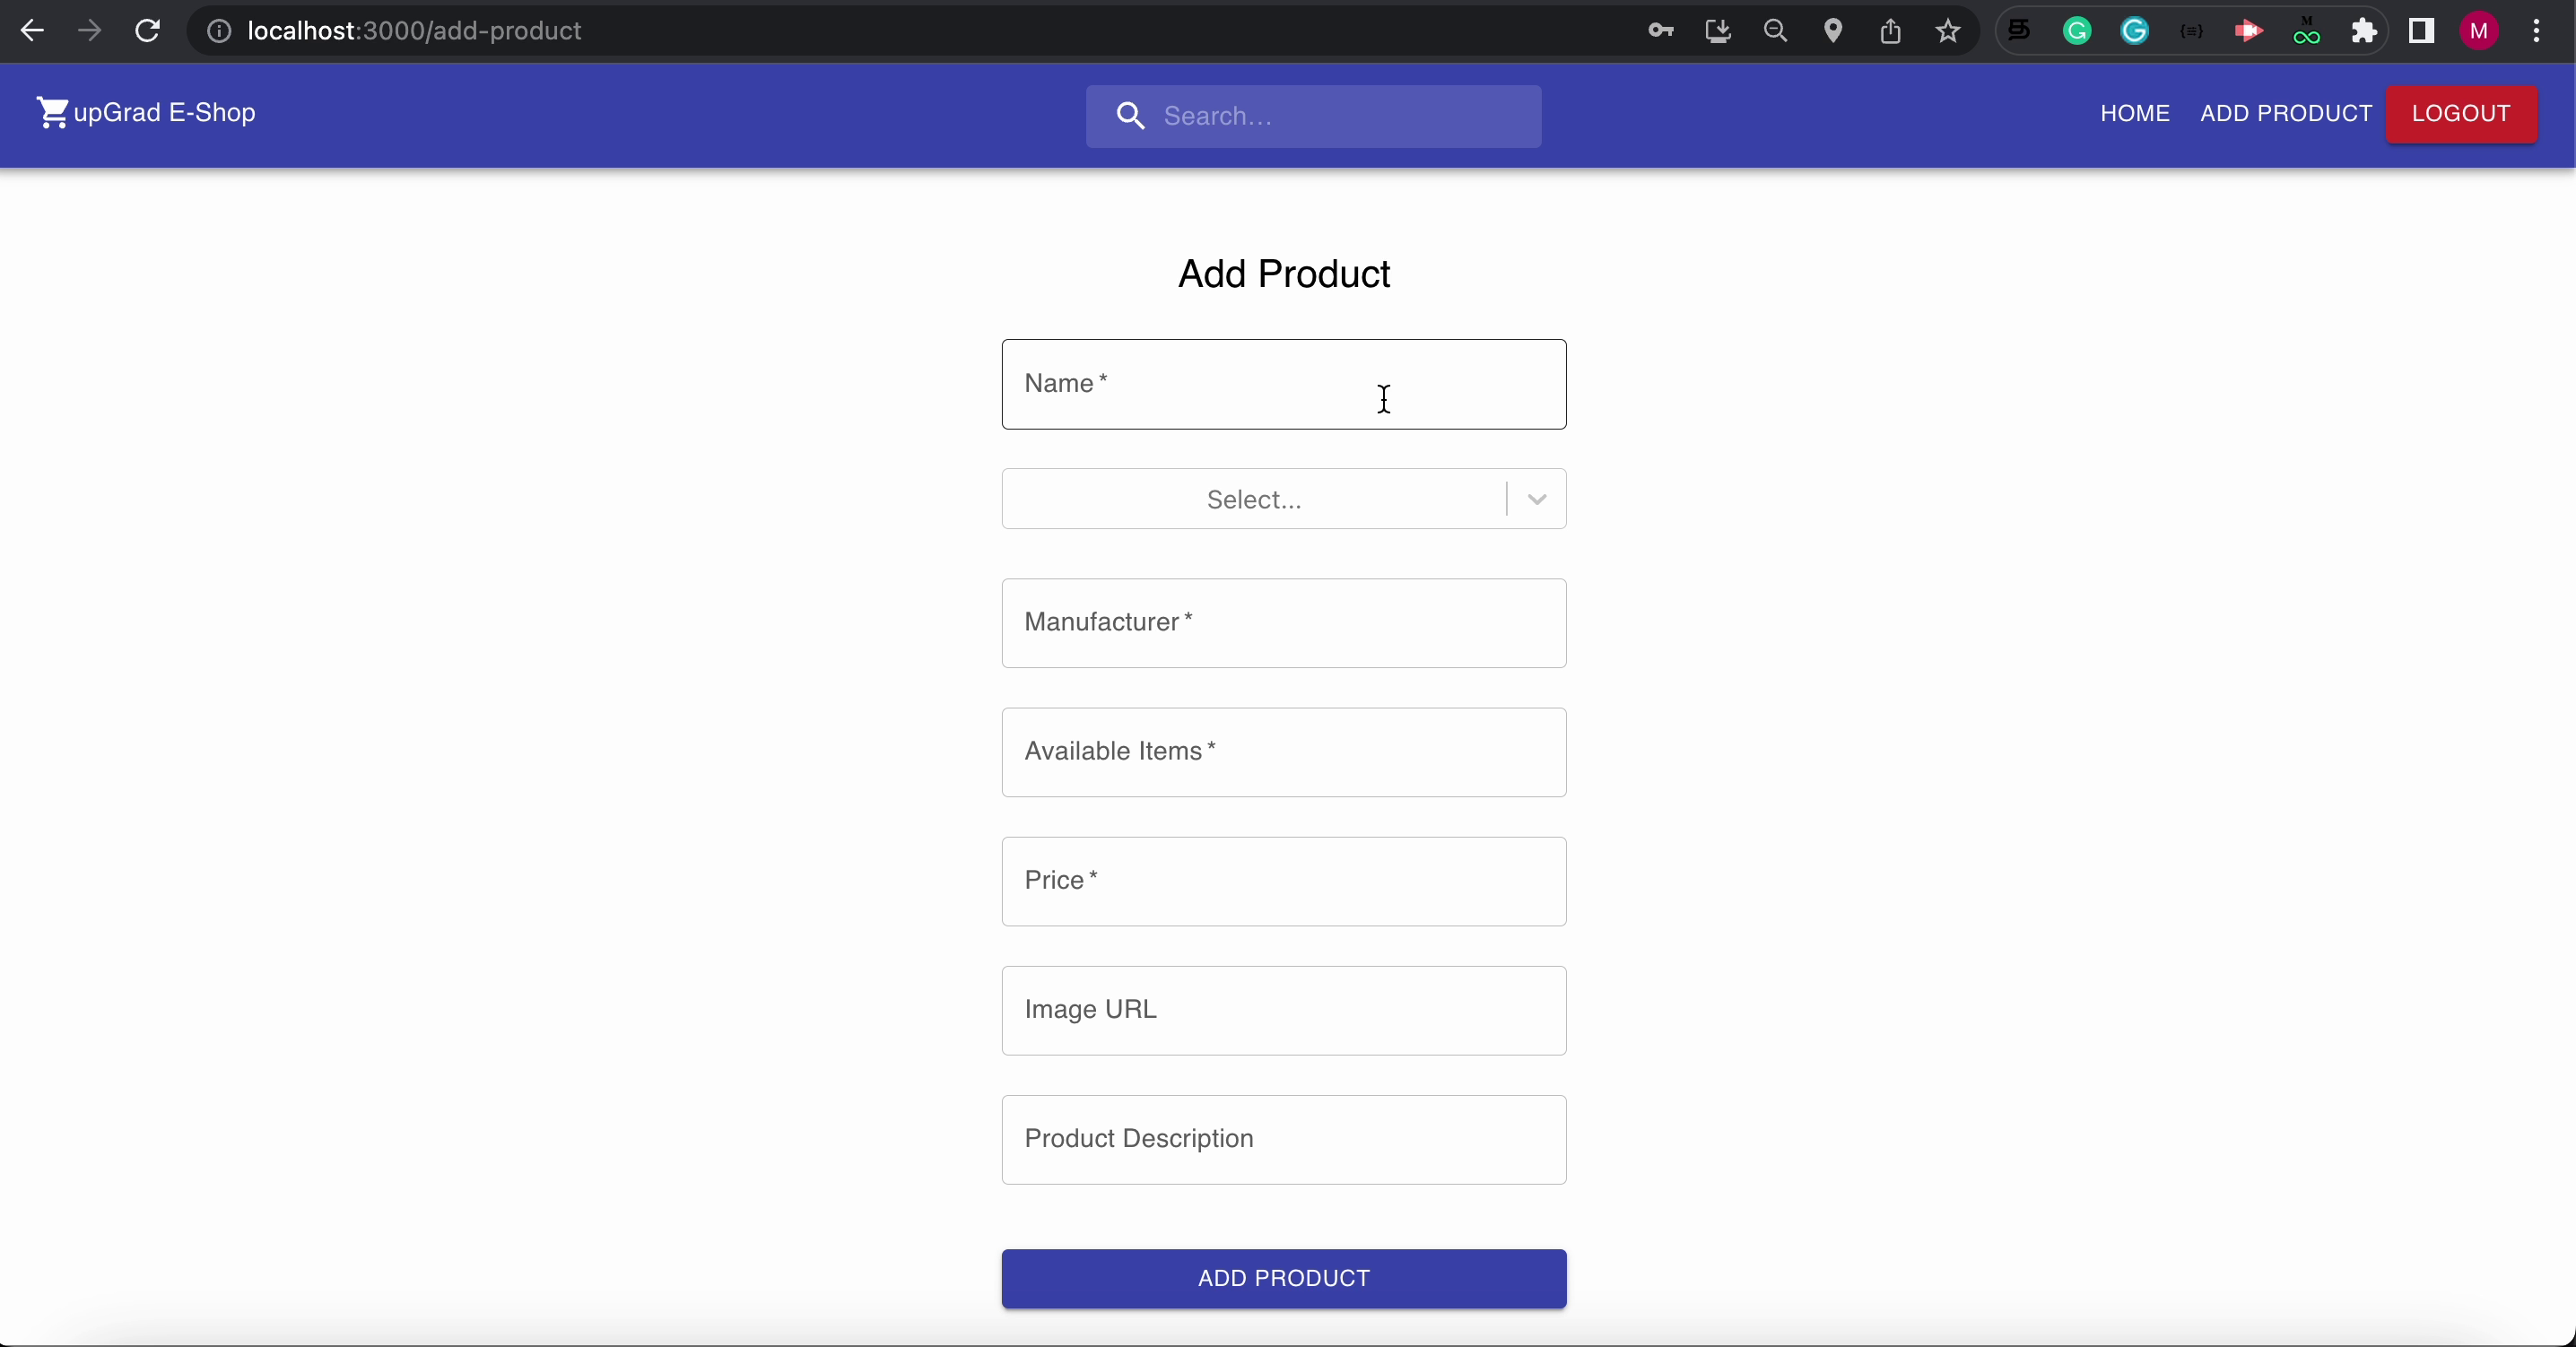 localhost:3000/add-product
M
M
upGrad E-Shop
Search...
HOME
ADD PRODUCT
LOGOUT
Add Product
Name *
Select...
Manufacturer *
Available Items *
Price *
Image URL
Product Description
ADD PRODUCT